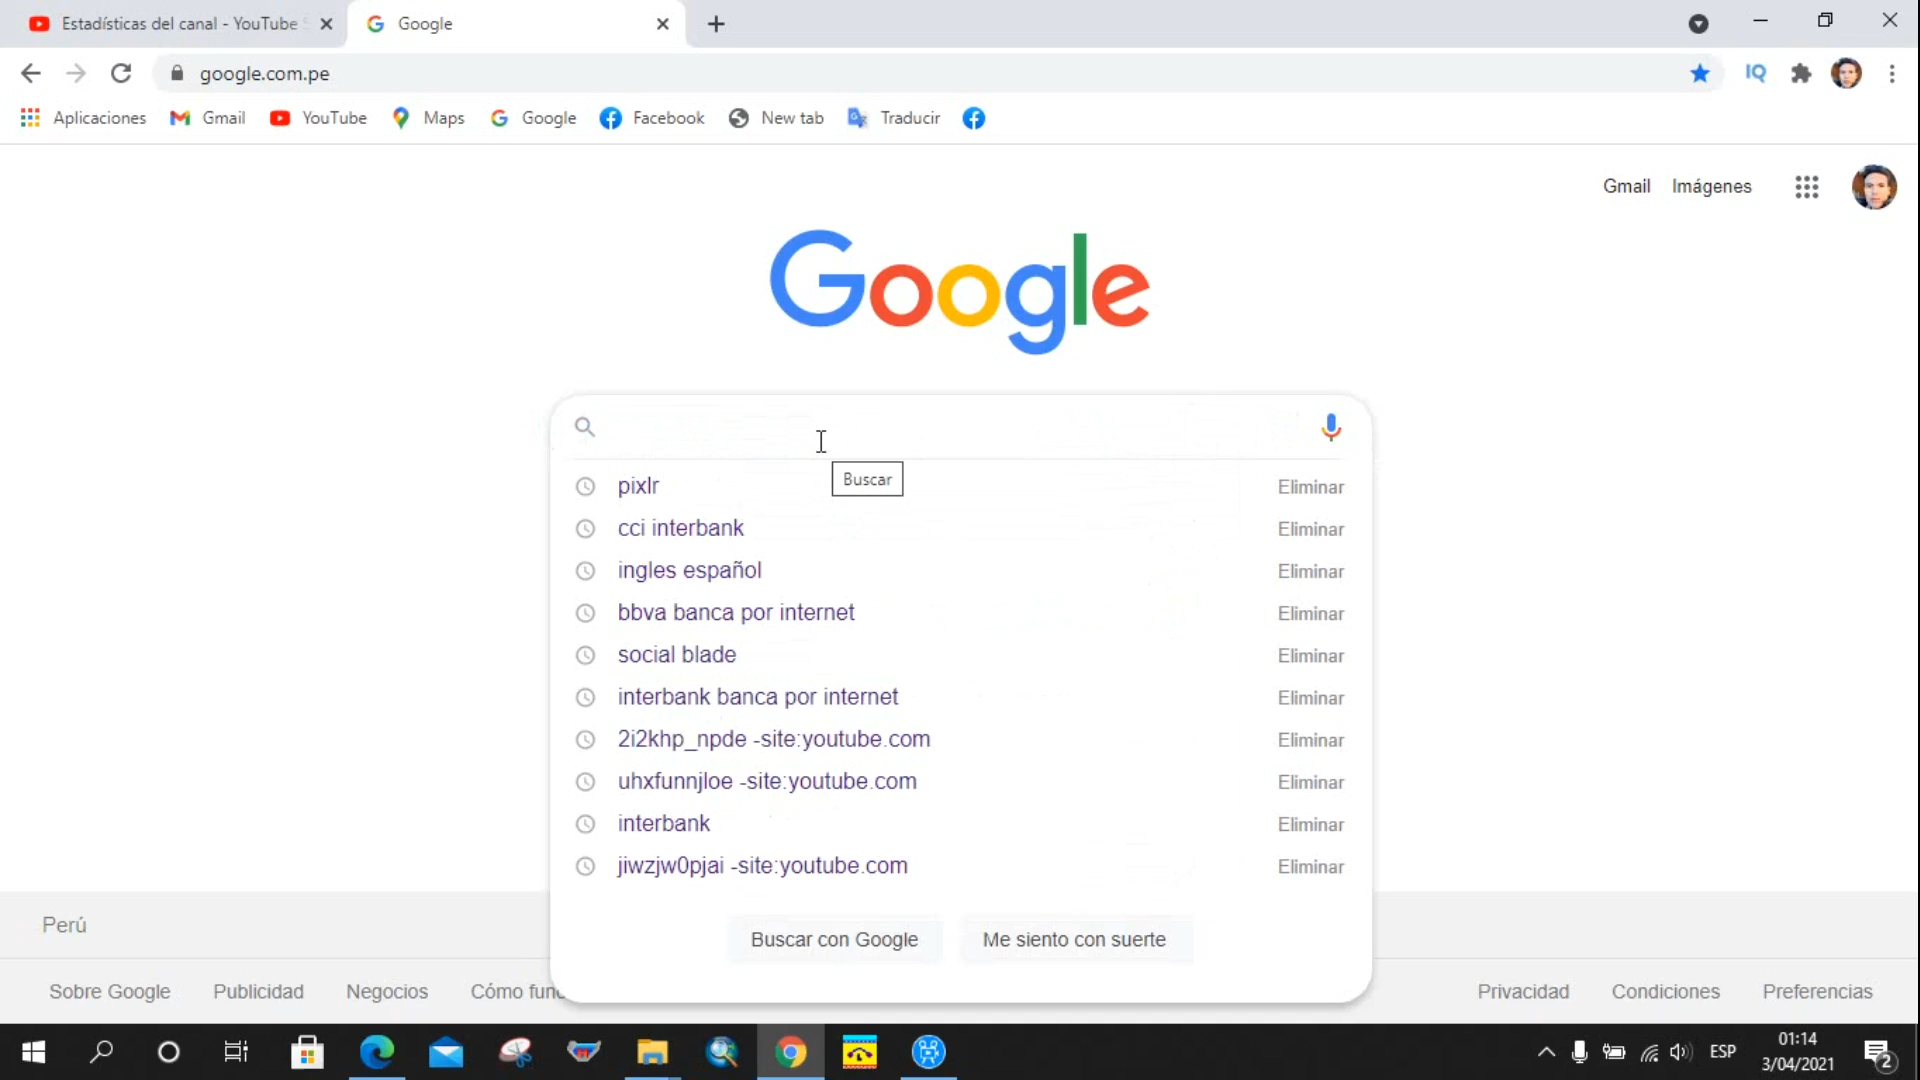 Estadísticas del canal - YouTube S
Google
google.com.pe
IQ
Aplicaciones
Gmail
YouTube
Maps
Google
Facebook
New tab
Traducir
Gmail
Imágenes
Google
Buscar
pixlr
Eliminar
cci interbank
Eliminar
ingles español
Eliminar
bbva banca por internet
Eliminar
social blade
Eliminar
interbank banca por internet
Eliminar
2i2khp_npde -site:youtube.com
Eliminar
uhxfunnjloe -site:youtube.com
Eliminar
interbank
Eliminar
jiwzjw0pjai -site:youtube.com
Eliminar
Buscar con Google
Me siento con suerte
Perú
Sobre Google
Publicidad
Negocios
Cómo func
Privacidad
Condiciones
Preferencias
ESP
01:14
3/04/2021
2